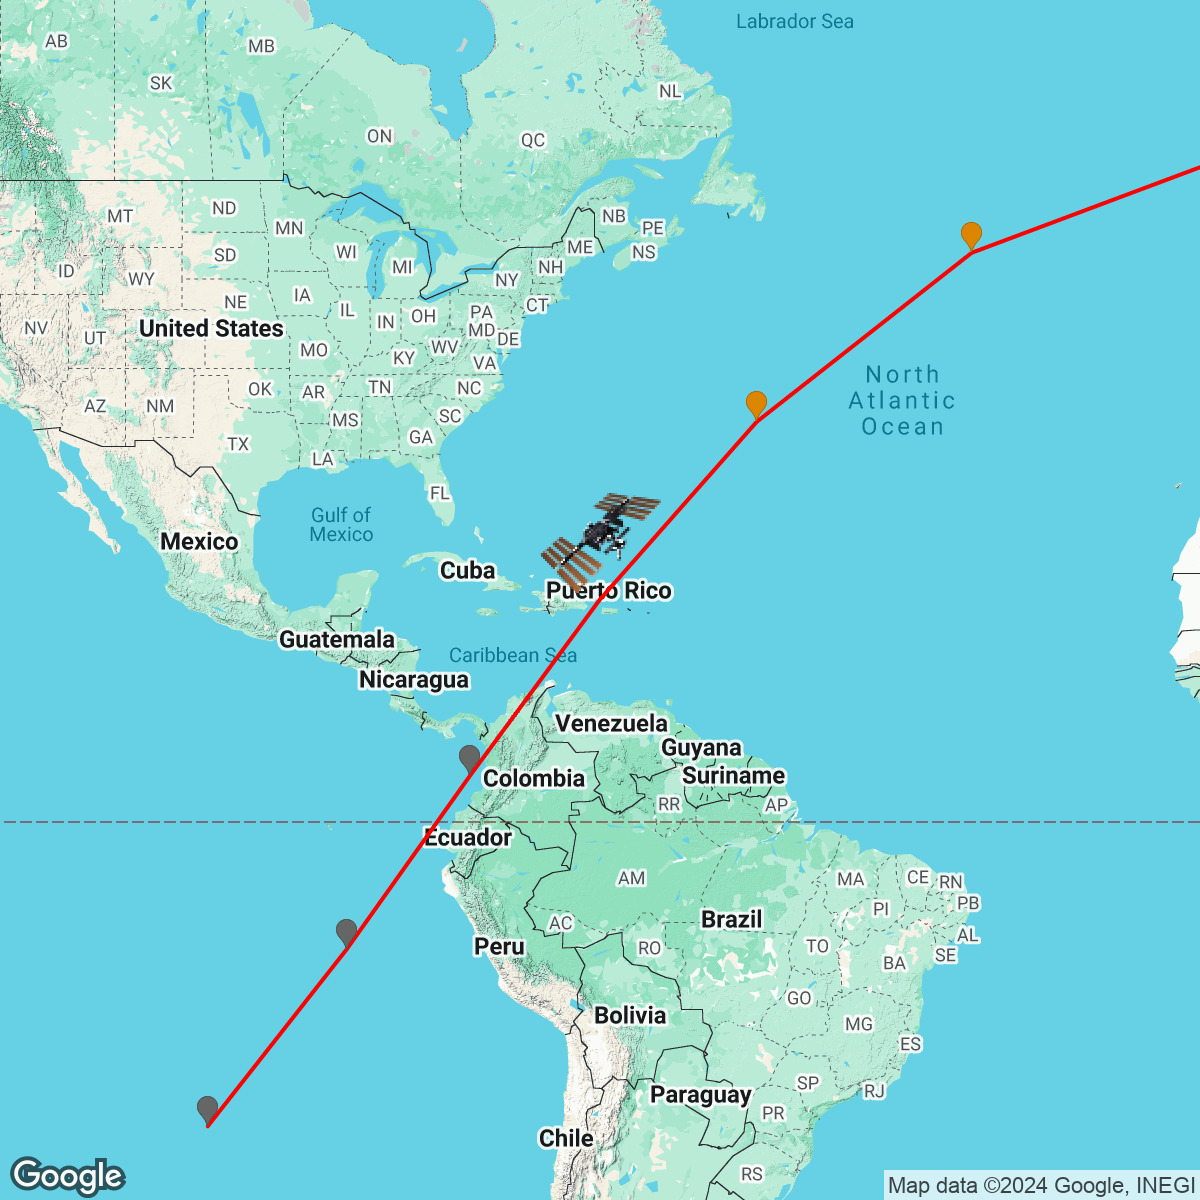 Labrador Sea
AB
MB
SK
NL
ON
QC
MT
ND
MN
NB
PE
ME
NS
WI
SD
MI
NH
ID
WY
NY
NE
IA
IL
CT
PA
OH
IN
NV
United States
MD
DE
UT
MO
WV
KY
VA
North
Atlantic
Ocean
OK
AR
TN
NC
AZ
NM
MS
SC
GA
TX
LA
FL
Gulf of
Mexico
Mexico
Cuba
Puerto Rico
Guatemala
Caribbean Sea
Nicaragua
Venezuela
Guyana
Colombia
Suriname
RR
AP
Ecuador
AM
MA
CE
RN
PB
PI
AC
Brazil
AL
Peru
RO
TO
SE
BA
GO
Bolivia
MG
ES
SP
RJ
Paraguay
PR
Chile
RS
Google
Map data ©2024 Google, INEGI